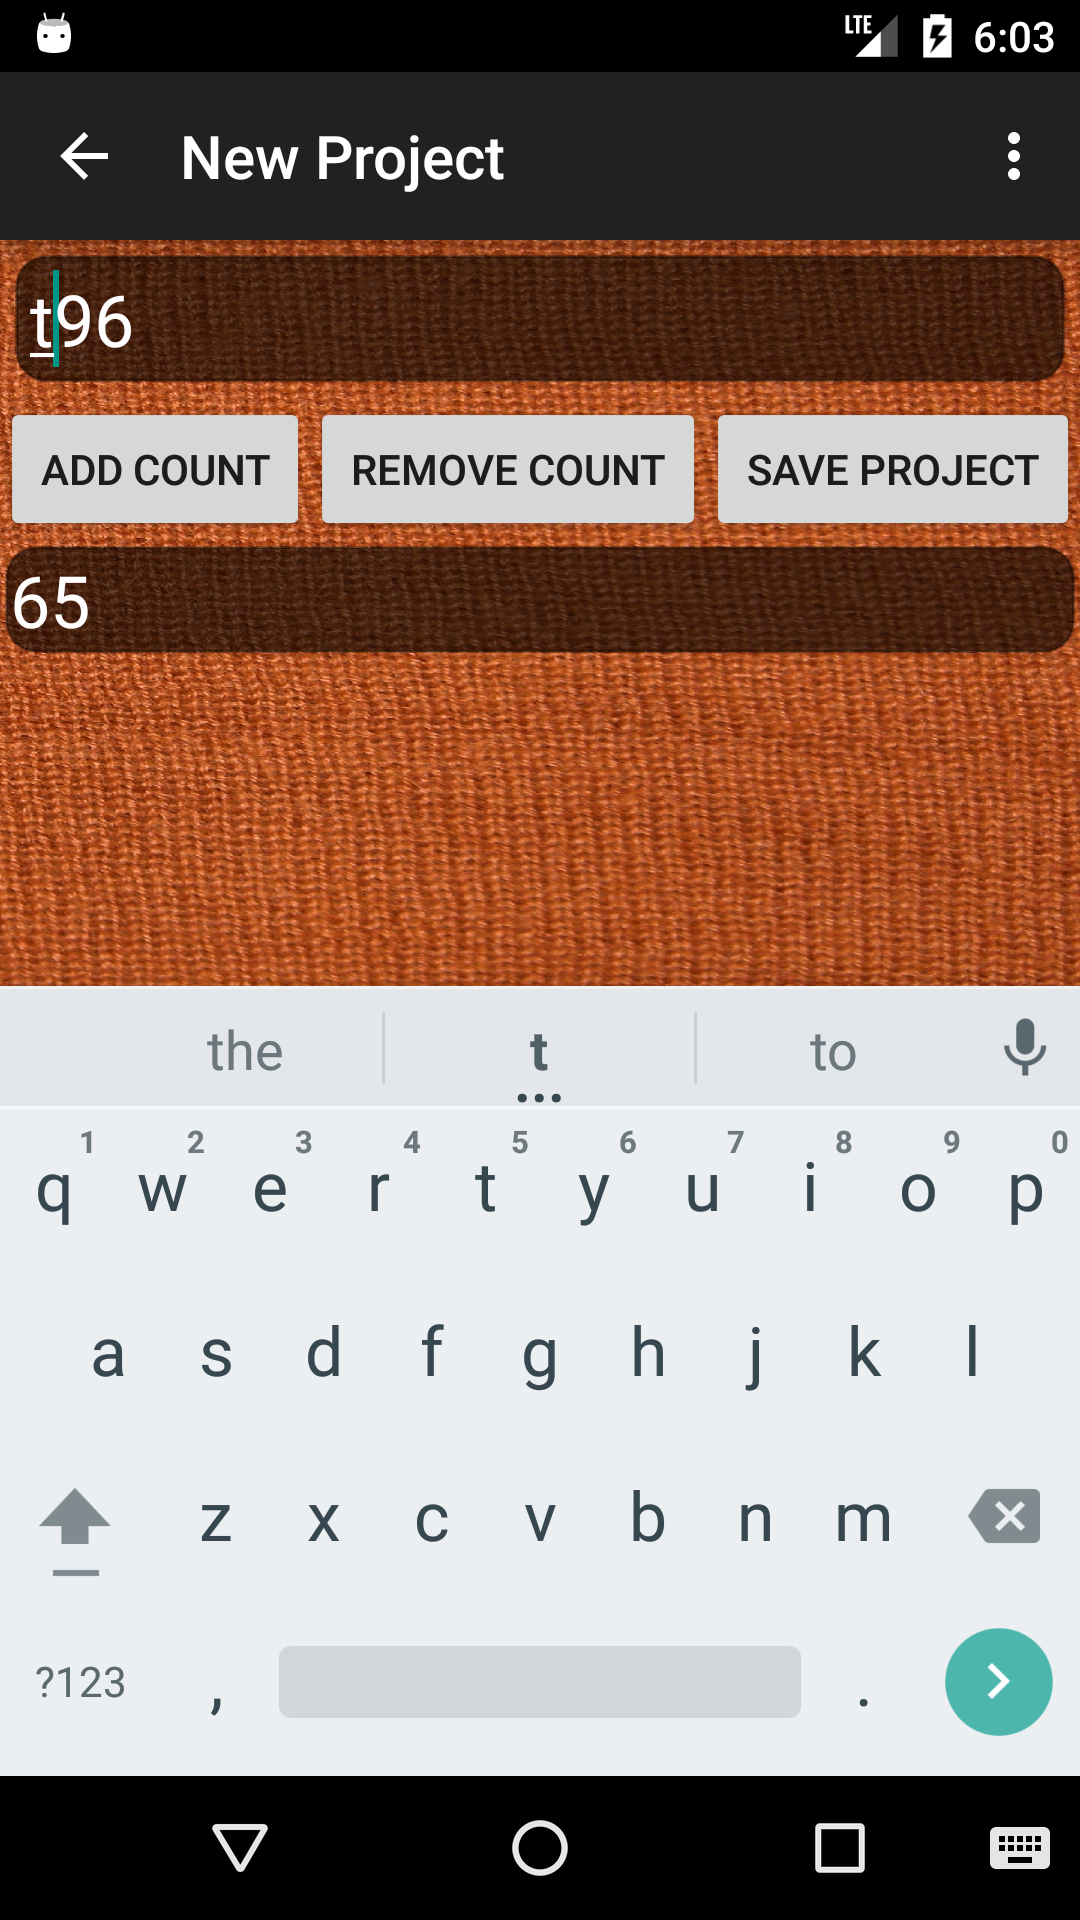 LTE 6:03
New Project
t96
ADD COUNT REMOVE COUNT SAVE PROJECT
65
the t to
1 2 3 4 5 6 7 8 9 0
q w e r t y u i o p
a s d f g h j k l
z x c v b n m
?123 , .